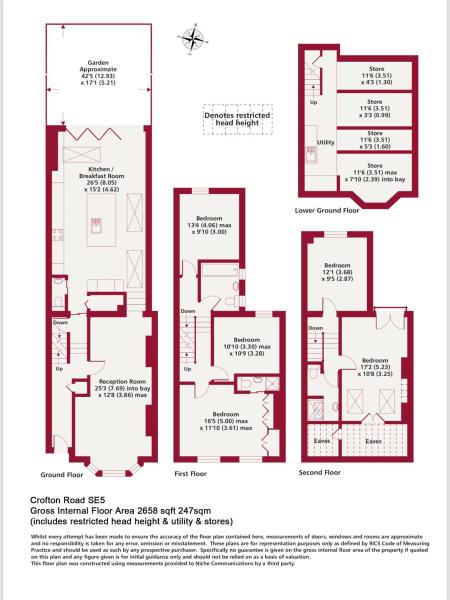 Garden
Approximate
42'5 (12.93)
x 17'1 (5.21)
Kitchen /
Breakfast Room
26'5 (8.05)
x 15'2 (4.62)
Down
Up
Reception Room
25'3 (7.69) into bay
x 12'8 (3.86) max
Ground Floor
Denotes restricted
head height
Bedroom
13'4 (4.06) max
x 9'10 (3.00)
Down
Up
Bedroom
10'10 (3.30) max
x 10'9 (3.28)
Bedroom
16'5 (5.00) max
x 11'10 (3.61) max
First Floor
Up
Utility
Store
11'6 (3.51)
x 4'3 (1.30)
Store
11'6 (3.51)
x 3'3 (0.99)
Store
11'6 (3.51)
x 5'3 (1.60)
Store
11'6 (3.51) max
x 7'10 (2.39) into bay
Lower Ground Floor
Bedroom
12'1 (3.68)
x 9'5 (2.87)
Down
Bedroom
17'2 (5.23)
x 10'8 (3.25)
Eaves
Eaves
Second Floor
Crofton Road SE5
Gross Internal Floor Area 2658 sqft 247sqm
(includes restricted head height & utility & stores)
Whilst every attempt has been made to ensure the accuracy of the floor plan contained here, measurements of doors, windows and rooms are approximate
and no responsibility is taken for any error, omission or misstatement. These plans are for representation purposes only as defined by RICS Code of Measuring
Practice and should be used as such by any prospective purchaser. Specifically no guarantee is given on the gross internal floor area of the property if quoted
on this plan and any figure given is for initial guidance only and should not be relied on as a basis of valuation.
This floor plan was constructed using measurements provided to Niche Communications by a third party.